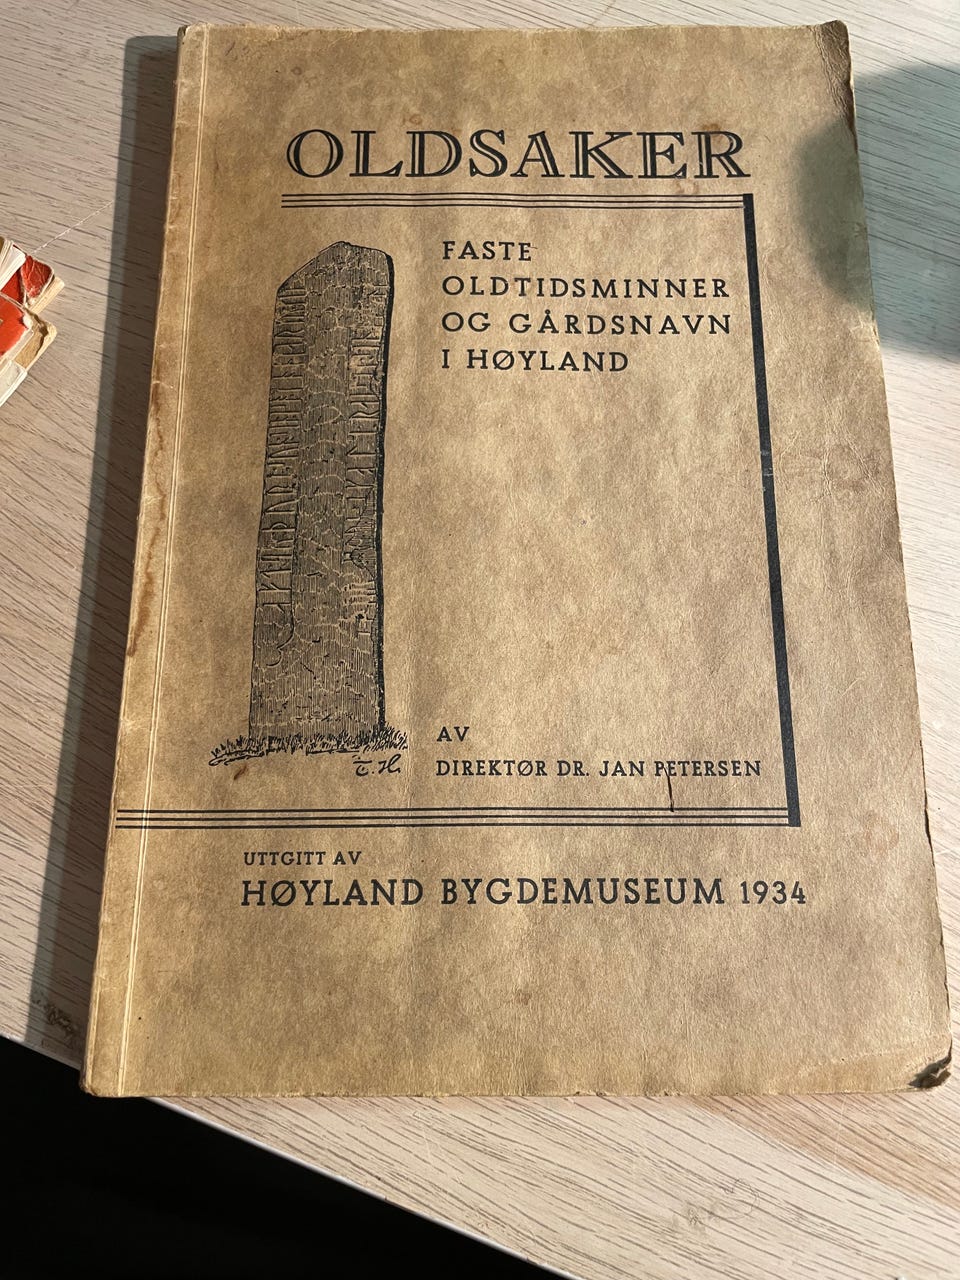 OLDSAKER
FASTE
OLDTIDSMINNER
OG GÅRDSNAVN
I HØYLAND
AV
DIREKTØR DR. JAN PETERSEN
UTTGITT AV
HØYLAND BYGDEMUSEUM 1934